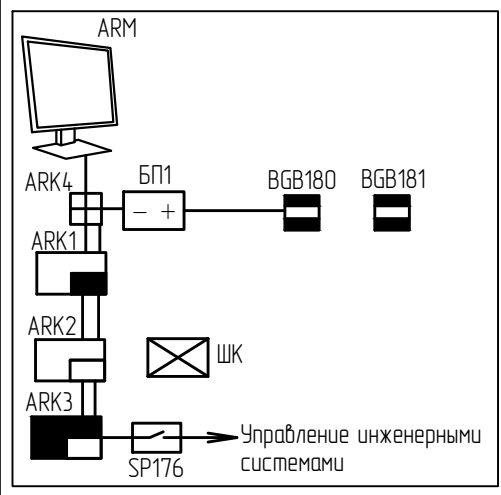 ARM
ARK4
БП1
BGB180
BGB181
- +
ARK1
ARK2
ШК
ARK3
SP176
Управление инженерными
системами